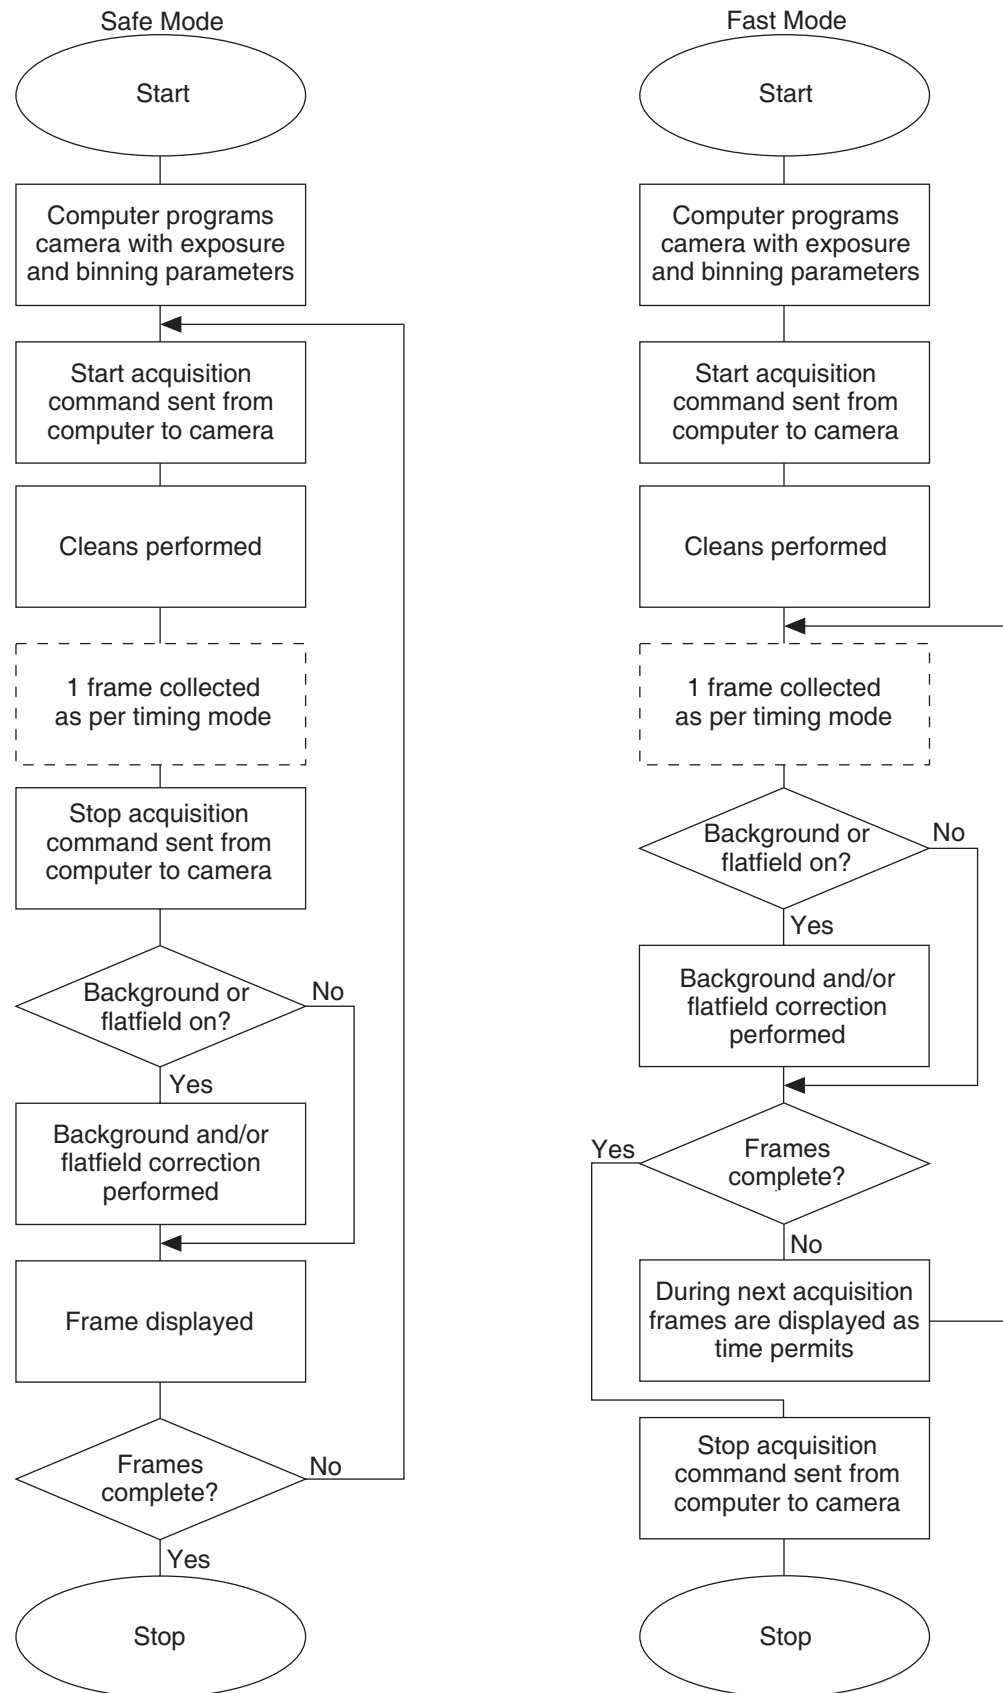 Safe Mode
Start
Computer programs
camera with exposure
and binning parameters
Start acquisition
command sent from
computer to camera
Cleans performed
1 frame collected
as per timing mode
Stop acquisition
command sent from
computer to camera
Background or
flatfield on?
No
Yes
Background and/or
flatfield correction
performed
Frame displayed
Frames
complete?
No
Yes
Stop
Fast Mode
Start
Computer programs
camera with exposure
and binning parameters
Start acquisition
command sent from
computer to camera
Cleans performed
1 frame collected
as per timing mode
Background or
flatfield on?
No
Yes
Background and/or
flatfield correction
performed
Yes
Frames
complete?
No
During next acquisition
frames are displayed as
time permits
Stop acquisition
command sent from
computer to camera
Stop